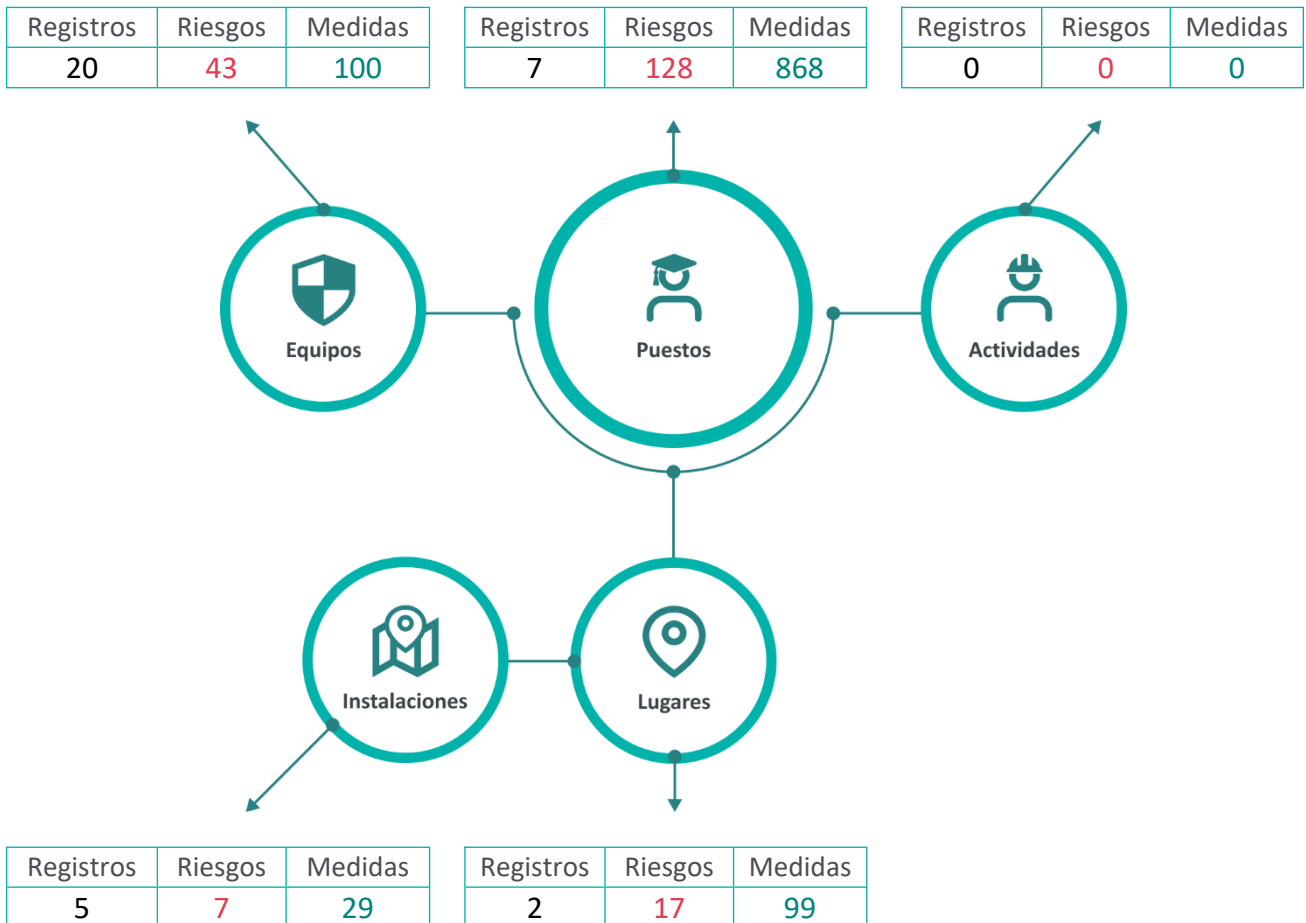 Registros Riesgos Medidas
20 43 100
Registros Riesgos Medidas
7 128 868
Registros Riesgos Medidas
0 0 0
Equipos
Puestos
Actividades
Instalaciones
Lugares
Registros Riesgos Medidas
5 7 29
Registros Riesgos Medidas
2 17 99